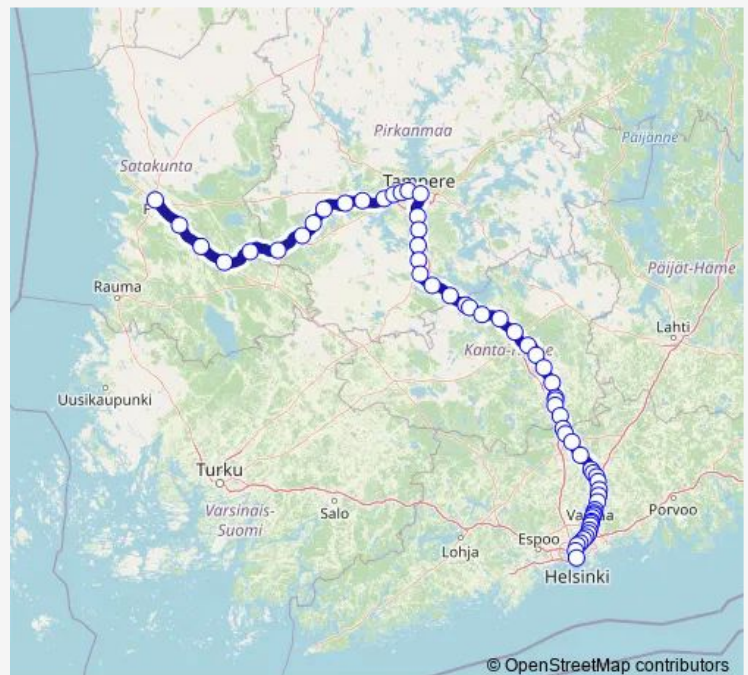 Pirkanmaa
Päijänne
Satakunta
Tampere
Päijät-Häme
Rauma
Lahti
Uusikaupunki
Turku
Salo
Varsinais-
Suomi
Porvoo
Espoo
Lohja
Helsinki
© OpenStreetMap contributors